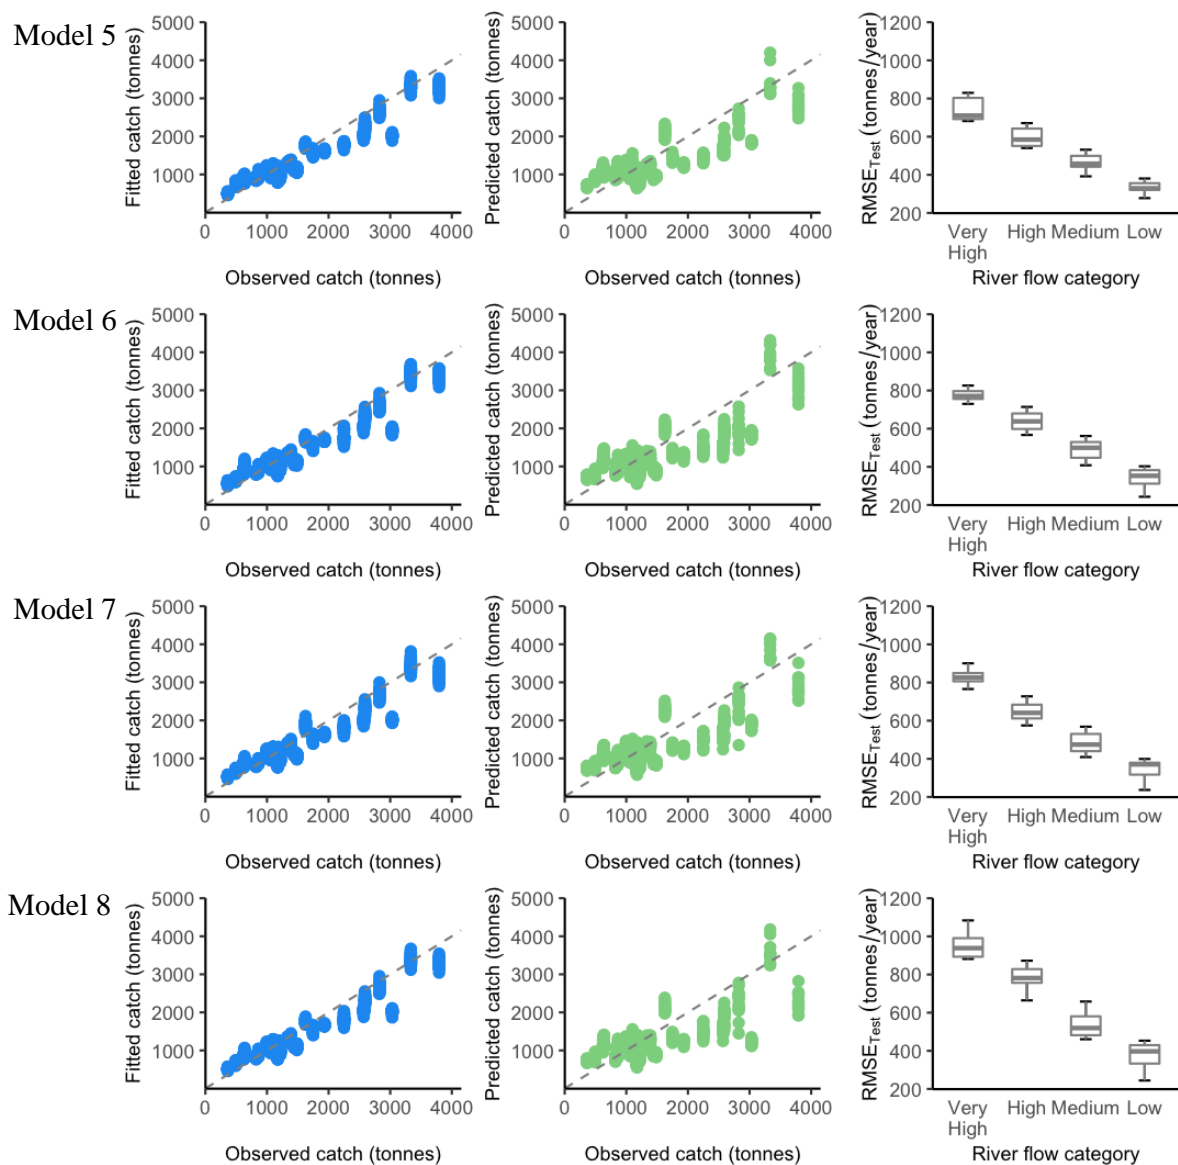 Model 5
Fitted catch (tonnes)
5000
4000
3000
2000
1000
0 1000 2000 3000 4000
Observed catch (tonnes)
Predicted catch (tonnes)
5000
4000
3000
2000
1000
0 1000 2000 3000 4000
Observed catch (tonnes)
RMSETest (tonnes/year)
1200
1000
800
600
400
200
Very High Medium Low
High
River flow category
Model 6
Fitted catch (tonnes)
5000
4000
3000
2000
1000
0 1000 2000 3000 4000
Observed catch (tonnes)
Predicted catch (tonnes)
5000
4000
3000
2000
1000
0 1000 2000 3000 4000
Observed catch (tonnes)
RMSETest (tonnes/year)
1200
1000
800
600
400
200
Very High Medium Low
High
River flow category
Model 7
Fitted catch (tonnes)
5000
4000
3000
2000
1000
0 1000 2000 3000 4000
Observed catch (tonnes)
Predicted catch (tonnes)
5000
4000
3000
2000
1000
0 1000 2000 3000 4000
Observed catch (tonnes)
RMSETest (tonnes/year)
1200
1000
800
600
400
200
Very High Medium Low
High
River flow category
Model 8
Fitted catch (tonnes)
5000
4000
3000
2000
1000
0 1000 2000 3000 4000
Observed catch (tonnes)
Predicted catch (tonnes)
5000
4000
3000
2000
1000
0 1000 2000 3000 4000
Observed catch (tonnes)
RMSETest (tonnes/year)
1200
1000
800
600
400
200
Very High Medium Low
High
River flow category